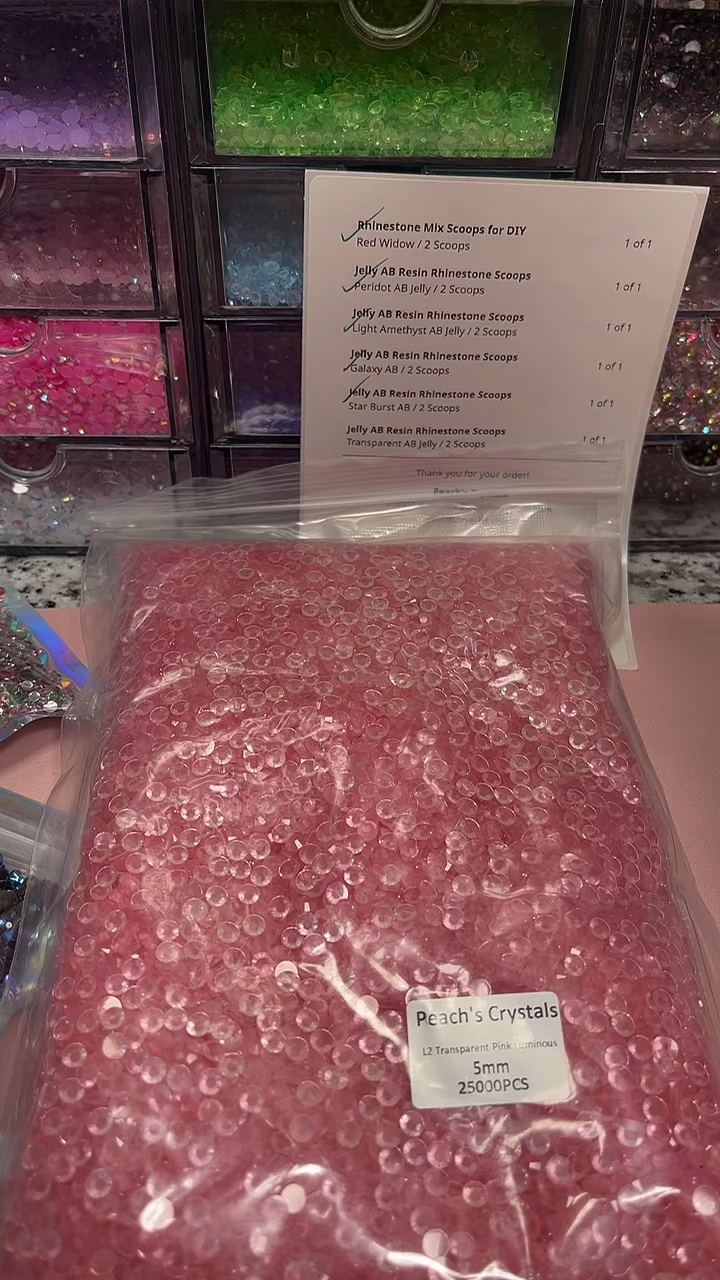 Rhinestone Mix Scoops for DIY
Red Widow / 2 Scoops 1 of 1
Jelly AB Resin Rhinestone Scoops
Peridot AB Jelly / 2 Scoops 1 of 1
Jelly AB Resin Rhinestone Scoops
Light Amethyst AB Jelly / 2 Scoops 1 of 1
Jelly AB Resin Rhinestone Scoops
Galaxy AB / 2 Scoops 1 of 1
Jelly AB Resin Rhinestone Scoops
Star Burst AB / 2 Scoops 1 of 1
Jelly AB Resin Rhinestone Scoops
Transparent AB Jelly / 2 Scoops 1 of 1
Thank you for your order!
Peach's Crystals
L2 Transparent Pink Luminous
5mm
25000PCS